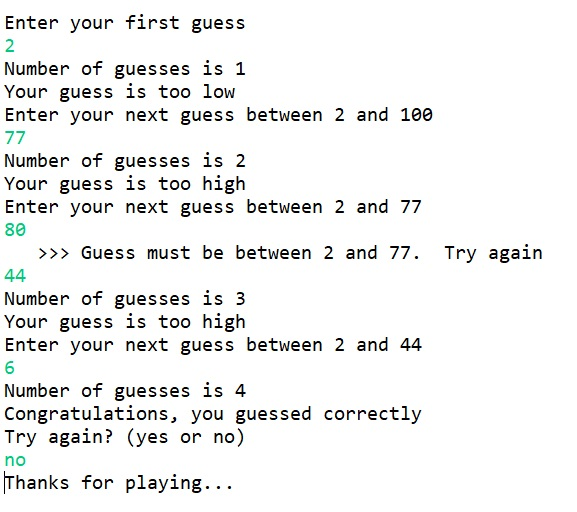 Enter your first guess
2
Number of guesses is 1
Your guess is too low
Enter your next guess between 2 and 100
77
Number of guesses is 2
Your guess is too high
Enter your next guess between 2 and 77
80
   >>> Guess must be between 2 and 77.  Try again
44
Number of guesses is 3
Your guess is too high
Enter your next guess between 2 and 44
6
Number of guesses is 4
Congratulations, you guessed correctly
Try again? (yes or no)
no
Thanks for playing...